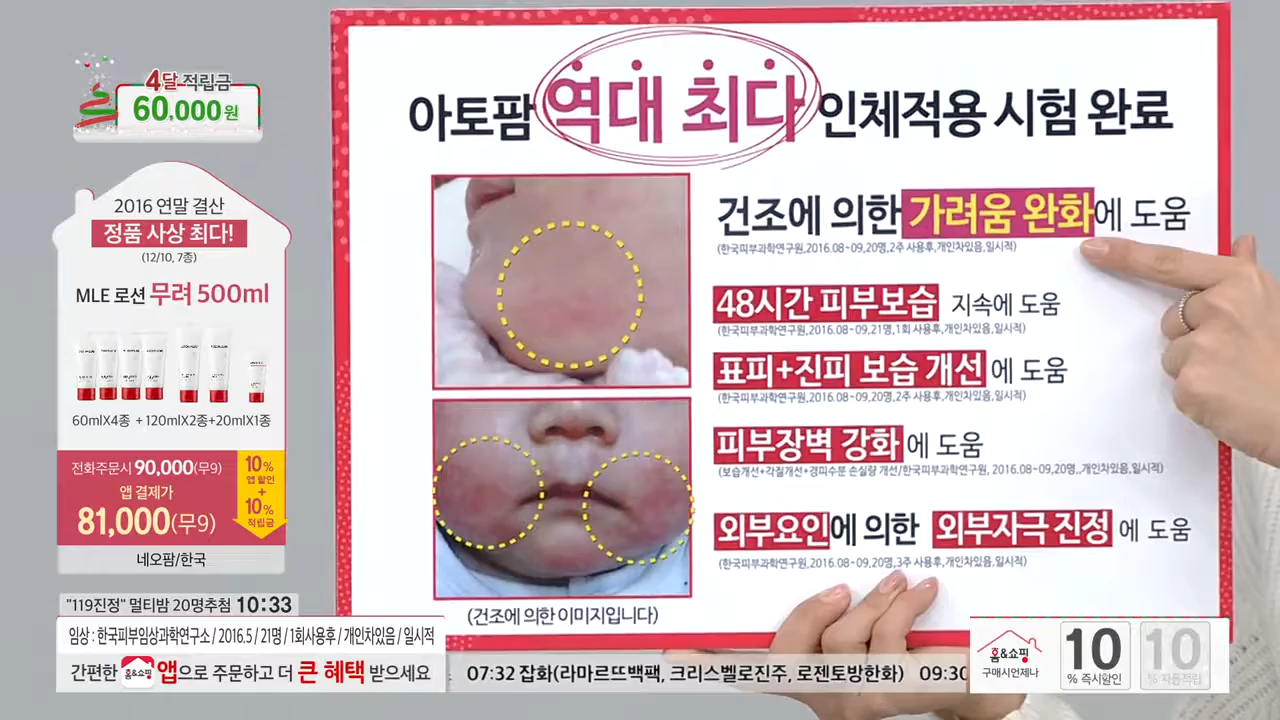 4달 적립금
60,000원
2016 연말 결산
정품 사상 최다!
(12/10, 7종)
MLE 로션 무려 500ml
60mlX4종 + 120mlX2종+20mlX1종
전화주문시 90,000(무9)
앱 결제가
81,000(무9)
10%
앱 할인
+
10%
적립금
네오팜/한국
"119진정" 멀티밤 20명추첨 10:33
임상 : 한국피부임상과학연구소 / 2016.5 / 21명 / 1회사용후 / 개인차있음 / 일시적
간편한 홈&쇼핑 앱으로 주문하고 더 큰 혜택 받으세요
아토팜 역대 최다 인체적용 시험 완료
건조에 의한 가려움 완화에 도움
(한국피부과학연구원,2016.08~09,20명,2주 사용후,개인차있음,일시적)
48시간 피부보습 지속에 도움
(한국피부과학연구원,2016.08~09,21명,1회 사용후,개인차있음,일시적)
표피+진피 보습 개선에 도움
(한국피부과학연구원,2016.08~09,20명,2주 사용후,개인차있음,일시적)
피부장벽 강화에 도움
(보습개선+각질개선+경피수분 손실량 개선/한국피부과학연구원, 2016.08~09,20명,,개인차있음,일시적)
외부요인에 의한 외부자극 진정에 도움
(한국피부과학연구원,2016.08~09,20명,3주 사용후,개인차있음,일시적)
(건조에 의한 이미지입니다)
07:32 잡화(라마르뜨백팩, 크리스벨로진주, 로젠토방한화) 09:30
홈&쇼핑
구매시언제나
10
% 즉시할인
10
% 자동적립